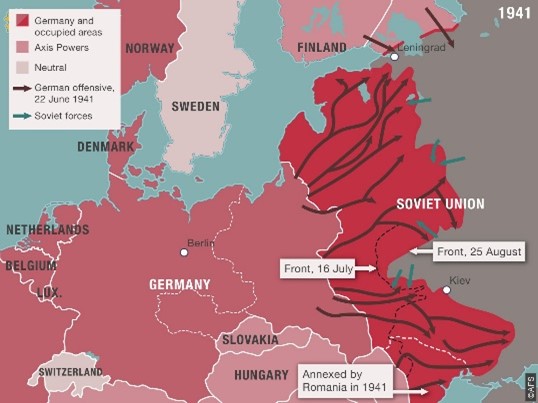 1941
Germany and
occupied areas
Axis Powers
Neutral
German offensive,
22 June 1941
Soviet forces
NORWAY
FINLAND
Leningrad
SWEDEN
DENMARK
SOVIET UNION
NETHERLANDS
Berlin
Front, 25 August
BELGIUM
Front, 16 July
LUX.
GERMANY
Kiev
SLOVAKIA
SWITZERLAND
HUNGARY
Annexed by
Romania in 1941
©AFS